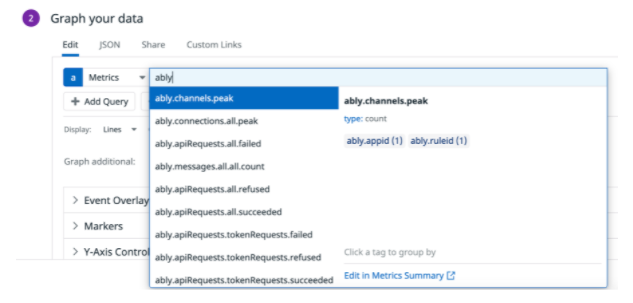 2 Graph your data
Edit JSON Share Custom Links
a Metrics ably
+ Add Query
Display: Lines
Graph additional:
> Event Overlay
> Markers
> Y-Axis Control
ably.channels.peak
ably.connections.all.peak
ably.apiRequests.all.failed
ably.messages.all.all.count
ably.apiRequests.all.refused
ably.apiRequests.all.succeeded
ably.apiRequests.tokenRequests.failed
ably.apiRequests.tokenRequests.refused
ably.apiRequests.tokenRequests.succeeded
ably.channels.peak
type: count
ably.appid (1) ably.ruleid (1)
Click a tag to group by
Edit in Metrics Summary